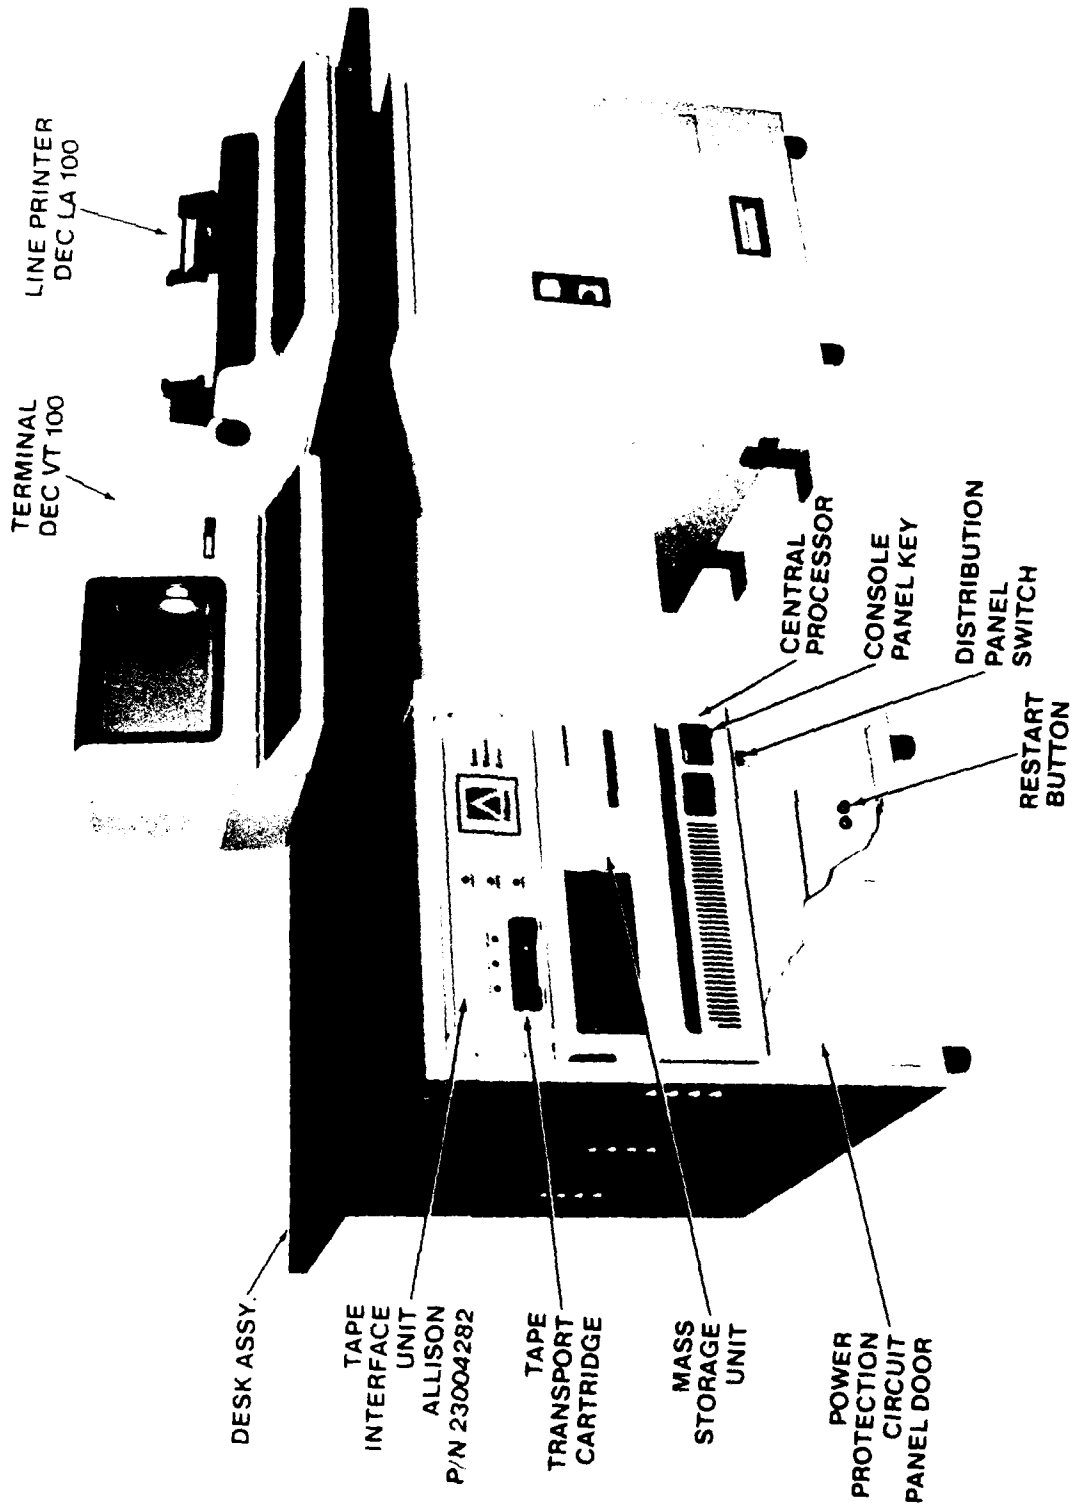 DESK ASSY.
TAPE
INTERFACE
UNIT
ALLISON
P/N 23004282
TAPE
TRANSPORT
CARTRIDGE
MASS
STORAGE
UNIT
POWER
PROTECTION
CIRCUIT
PANEL DOOR
TERMINAL
DEC VT 100
LINE PRINTER
DEC LA 100
CENTRAL
PROCESSOR
CONSOLE
PANEL KEY
DISTRIBUTION
PANEL
SWITCH
RESTART
BUTTON